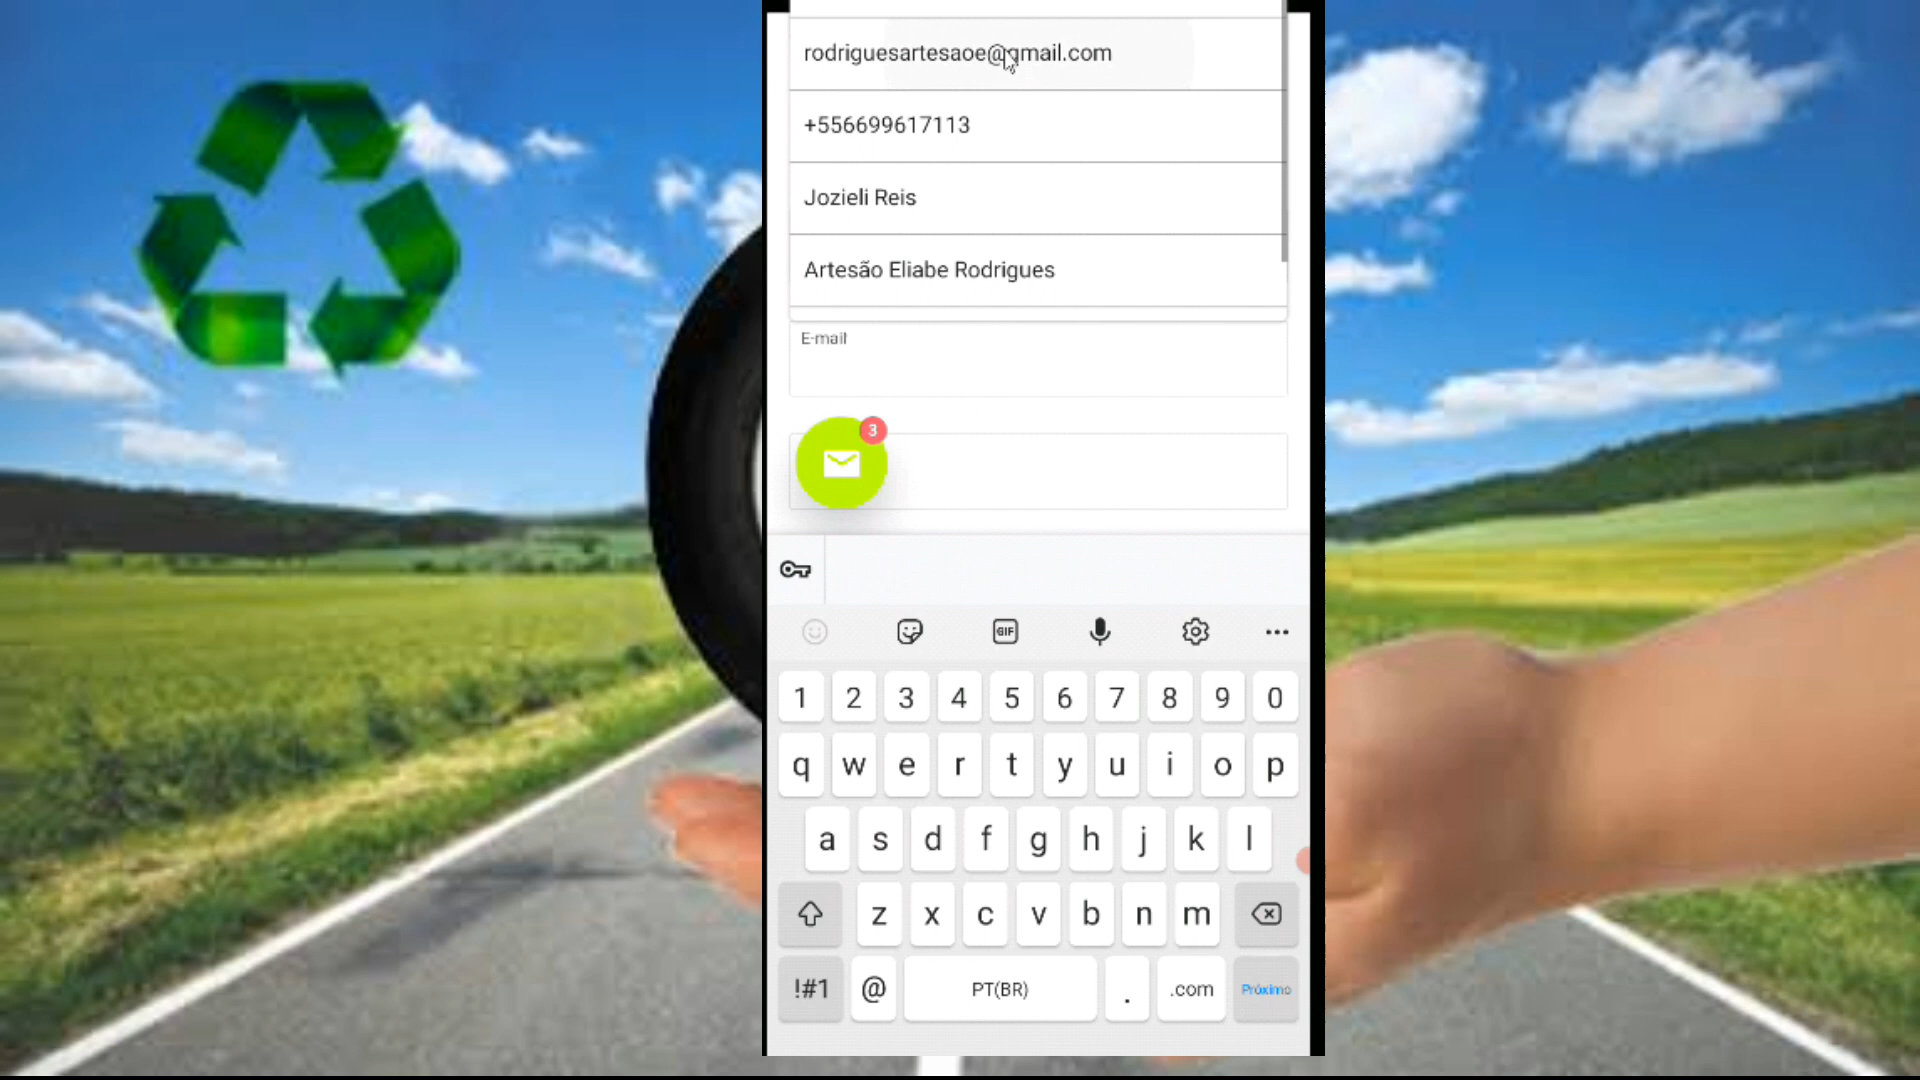 rodriguesartesaoe@gmail.com
+556699617113
Jozieli Reis
Artesão Eliabe Rodrigues
E-mail
3
GIF
1 2 3 4 5 6 7 8 9 0
q w e r t y u i o p
a s d f g h j k l
z x c v b n m
!#1 @ PT(BR) . .com Próximo